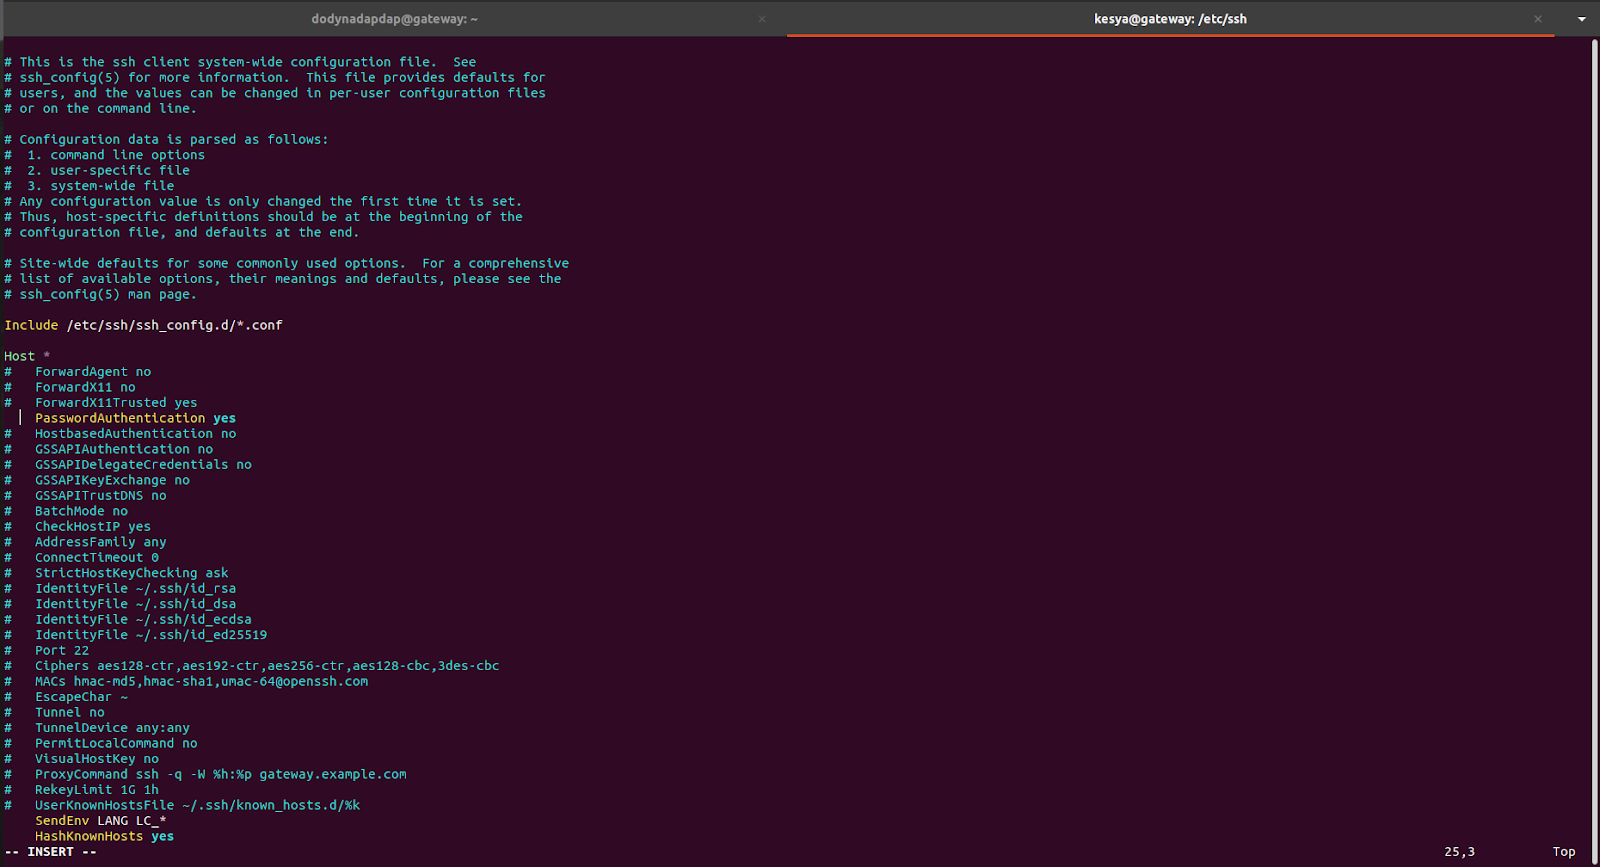 dodynadapdap@gateway: ~ × kesya@gateway: /etc/ssh ×
# This is the ssh client system-wide configuration file.  See
# ssh_config(5) for more information.  This file provides defaults for
# users, and the values can be changed in per-user configuration files
# or on the command line.
# Configuration data is parsed as follows:
#  1. command line options
#  2. user-specific file
#  3. system-wide file
# Any configuration value is only changed the first time it is set.
# Thus, host-specific definitions should be at the beginning of the
# configuration file, and defaults at the end.
# Site-wide defaults for some commonly used options.  For a comprehensive
# list of available options, their meanings and defaults, please see the
# ssh_config(5) man page.
Include /etc/ssh/ssh_config.d/*.conf
Host *
#   ForwardAgent no
#   ForwardX11 no
#   ForwardX11Trusted yes
    PasswordAuthentication yes
#   HostbasedAuthentication no
#   GSSAPIAuthentication no
#   GSSAPIDelegateCredentials no
#   GSSAPIKeyExchange no
#   GSSAPITrustDNS no
#   BatchMode no
#   CheckHostIP yes
#   AddressFamily any
#   ConnectTimeout 0
#   StrictHostKeyChecking ask
#   IdentityFile ~/.ssh/id_rsa
#   IdentityFile ~/.ssh/id_dsa
#   IdentityFile ~/.ssh/id_ecdsa
#   IdentityFile ~/.ssh/id_ed25519
#   Port 22
#   Ciphers aes128-ctr,aes192-ctr,aes256-ctr,aes128-cbc,3des-cbc
#   MACs hmac-md5,hmac-sha1,umac-64@openssh.com
#   EscapeChar ~
#   Tunnel no
#   TunnelDevice any:any
#   PermitLocalCommand no
#   VisualHostKey no
#   ProxyCommand ssh -q -W %h:%p gateway.example.com
#   RekeyLimit 1G 1h
#   UserKnownHostsFile ~/.ssh/known_hosts.d/%k
    SendEnv LANG LC_*
    HashKnownHosts yes
-- INSERT -- 25,3 Top